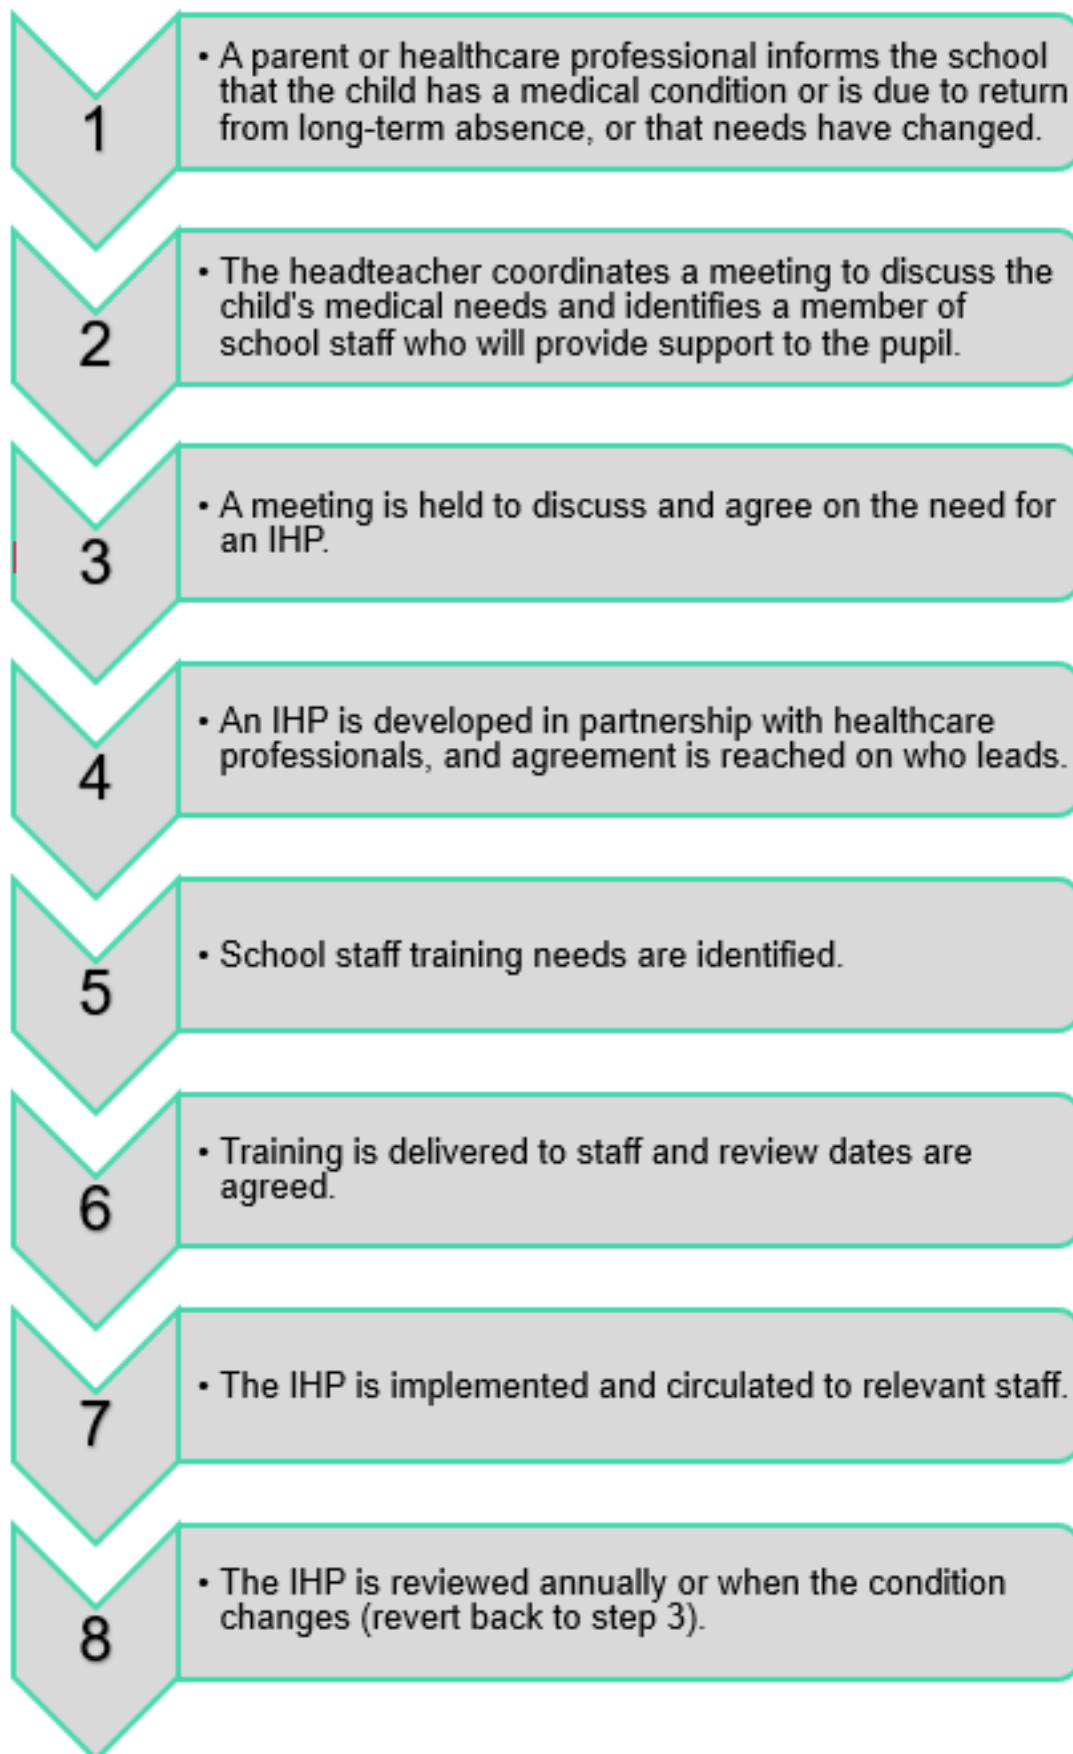 1
• A parent or healthcare professional informs the school
that the child has a medical condition or is due to return
from long-term absence, or that needs have changed.
2
• The headteacher coordinates a meeting to discuss the
child's medical needs and identifies a member of
school staff who will provide support to the pupil.
3
• A meeting is held to discuss and agree on the need for
an IHP.
4
• An IHP is developed in partnership with healthcare
professionals, and agreement is reached on who leads.
5
• School staff training needs are identified.
6
• Training is delivered to staff and review dates are
agreed.
7
• The IHP is implemented and circulated to relevant staff.
8
• The IHP is reviewed annually or when the condition
changes (revert back to step 3).